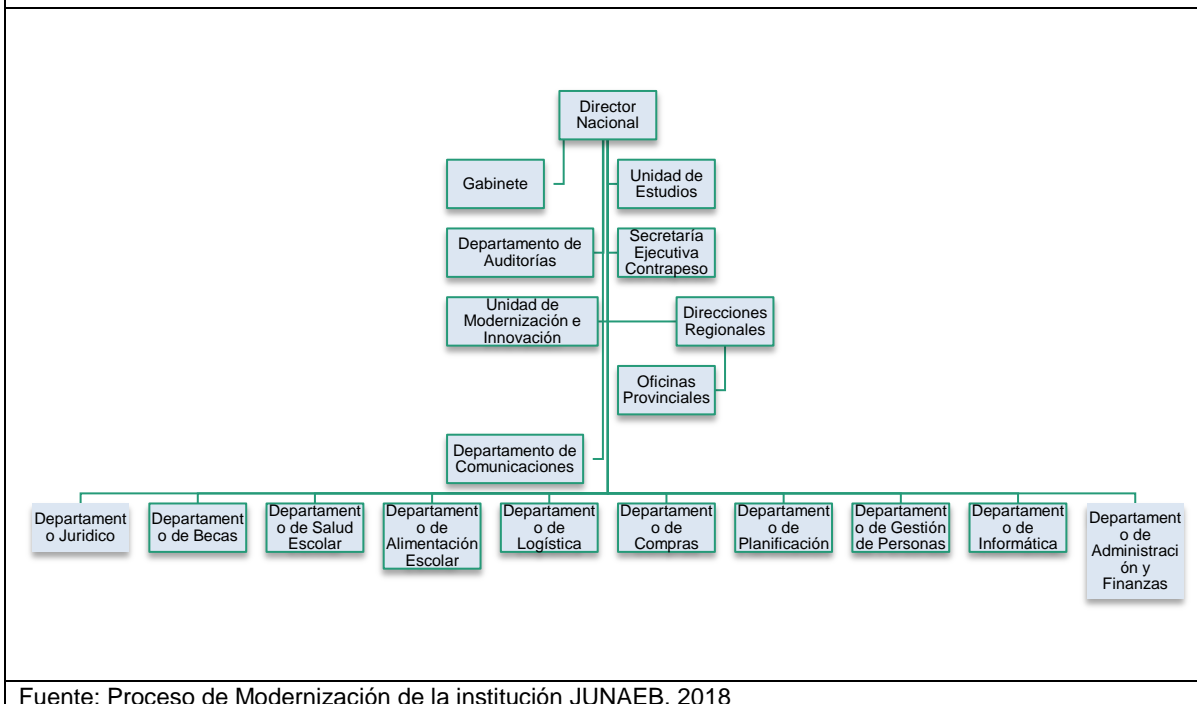 Director
Nacional
Gabinete
Unidad de
Estudios
Departamento de
Auditorías
Secretaría
Ejecutiva
Contrapeso
Unidad de
Modernización e
Innovación
Direcciones
Regionales
Oficinas
Provinciales
Departamento de
Comunicaciones
Departament
o Juridico
Departament
o de Becas
Departament
o de Salud
Escolar
Departament
o de
Alimentación
Escolar
Departament
o de
Logística
Departament
o de
Compras
Departament
o de
Planificación
Departament
o de Gestión
de Personas
Departament
o de
Informática
Departament
o de
Administraci
ón y
Finanzas
Fuente: Proceso de Modernización de la institución JUNAEB, 2018